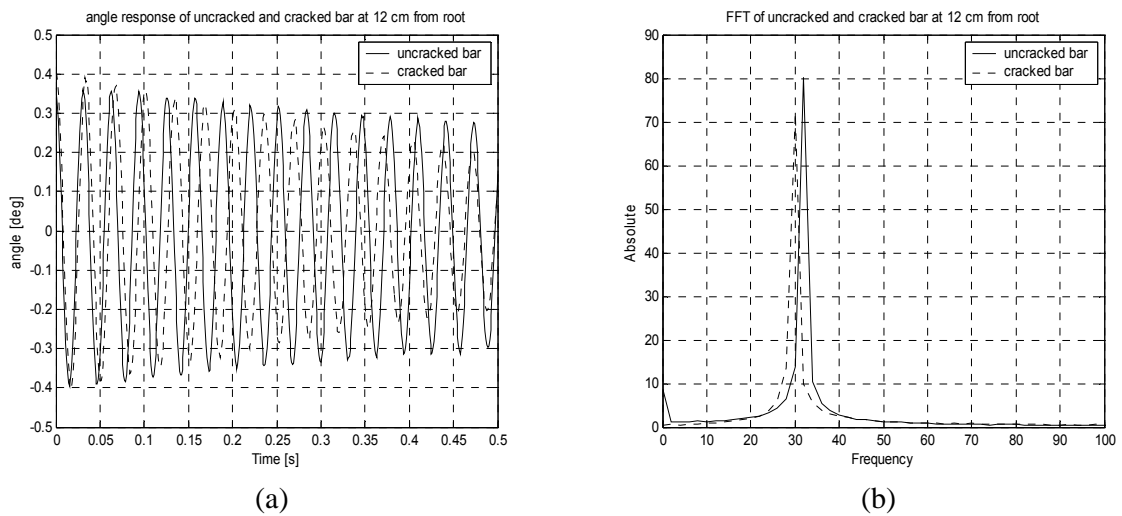 angle response of uncracked and cracked bar at 12 cm from root
0.5
0.4
0.3
0.2
0.1
0
-0.1
-0.2
-0.3
-0.4
-0.5
angle [deg]
uncracked bar
cracked bar
0 0.05 0.1 0.15 0.2 0.25 0.3 0.35 0.4 0.45 0.5
Time [s]
(a)
FFT of uncracked and cracked bar at 12 cm from root
90
80
70
60
50
40
30
20
10
0
Absolute
uncracked bar
cracked bar
0 10 20 30 40 50 60 70 80 90 100
Frequency
(b)